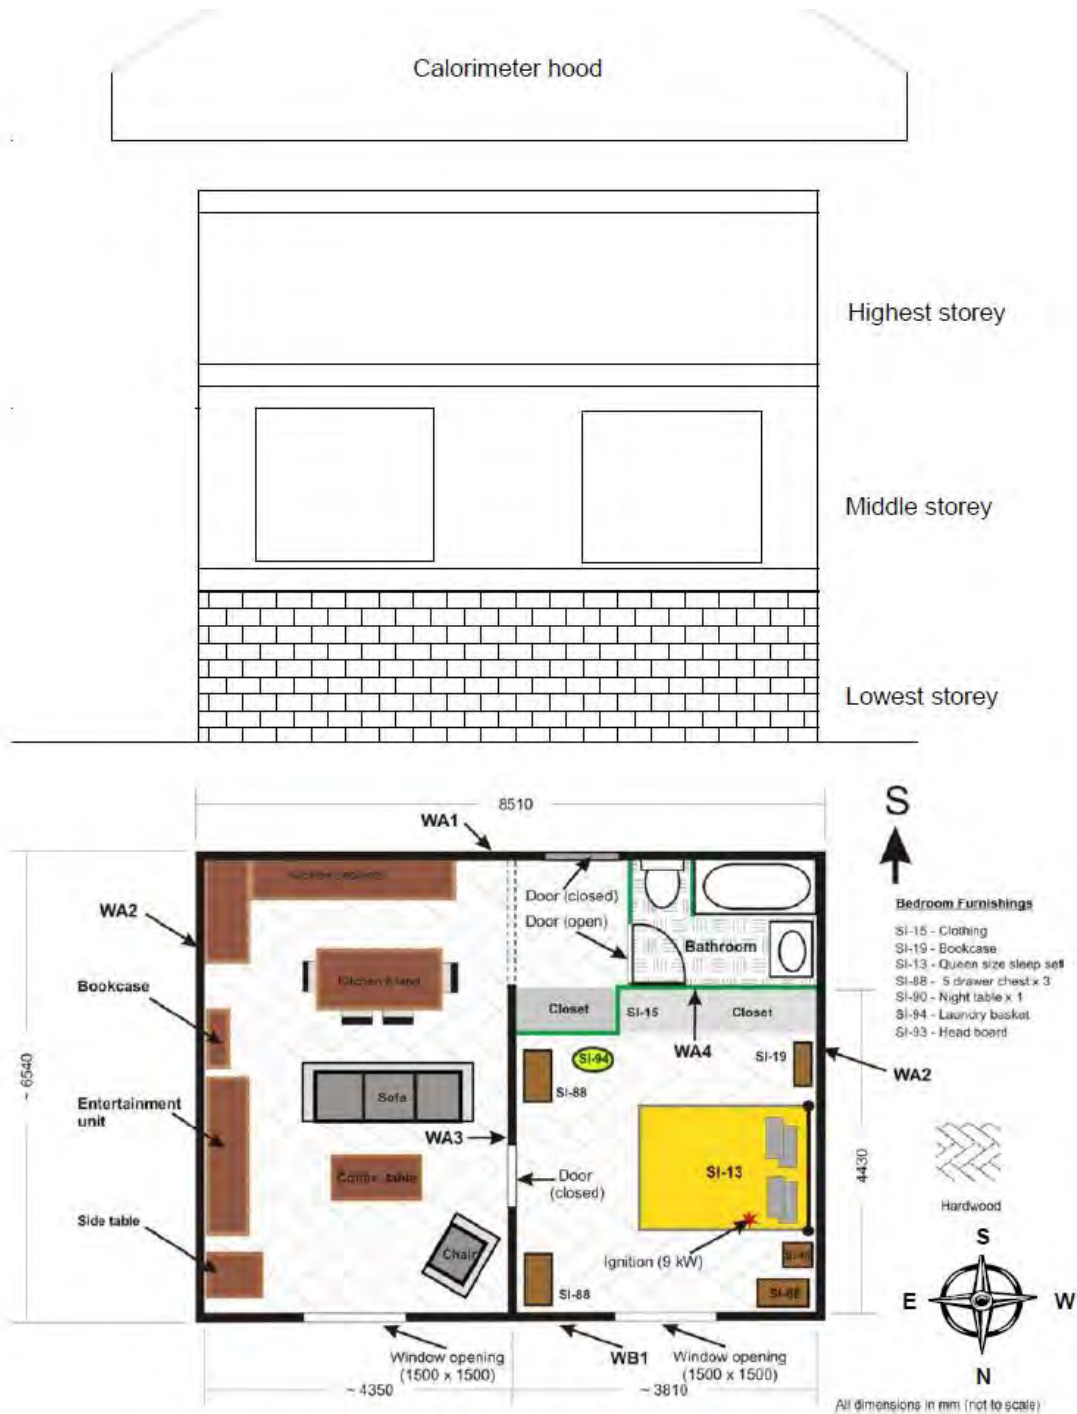 Calorimeter hood
Highest storey
Middle storey
Lowest storey
8510
S
WA1
WA2
Door (closed)
Door (open)
Bathroom
Bedroom Furnishings
SI-15 - Clothing
SI-19 - Bookcase
SI-13 - Queen size sleep sett
SI-88 - 5 drawer chest x 3
SI-90 - Night table x 1
SI-94 - Laundry basket
SI-93 - Head board
Bookcase
Kitchen Island
Closet
SI-15
Closet
~ 6540
SI-94
WA4
SI-19
WA2
SI-88
Entertainment
unit
Sofa
WA3
SI-13
4430
Coffee table
Door
(closed)
Hardwood
Side table
Chair
Ignition (9 kW)
SI-88
S
E
W
N
Window opening
(1500 x 1500)
WB1
Window opening
(1500 x 1500)
~ 4350
~ 3810
All dimensions in mm (not to scale)